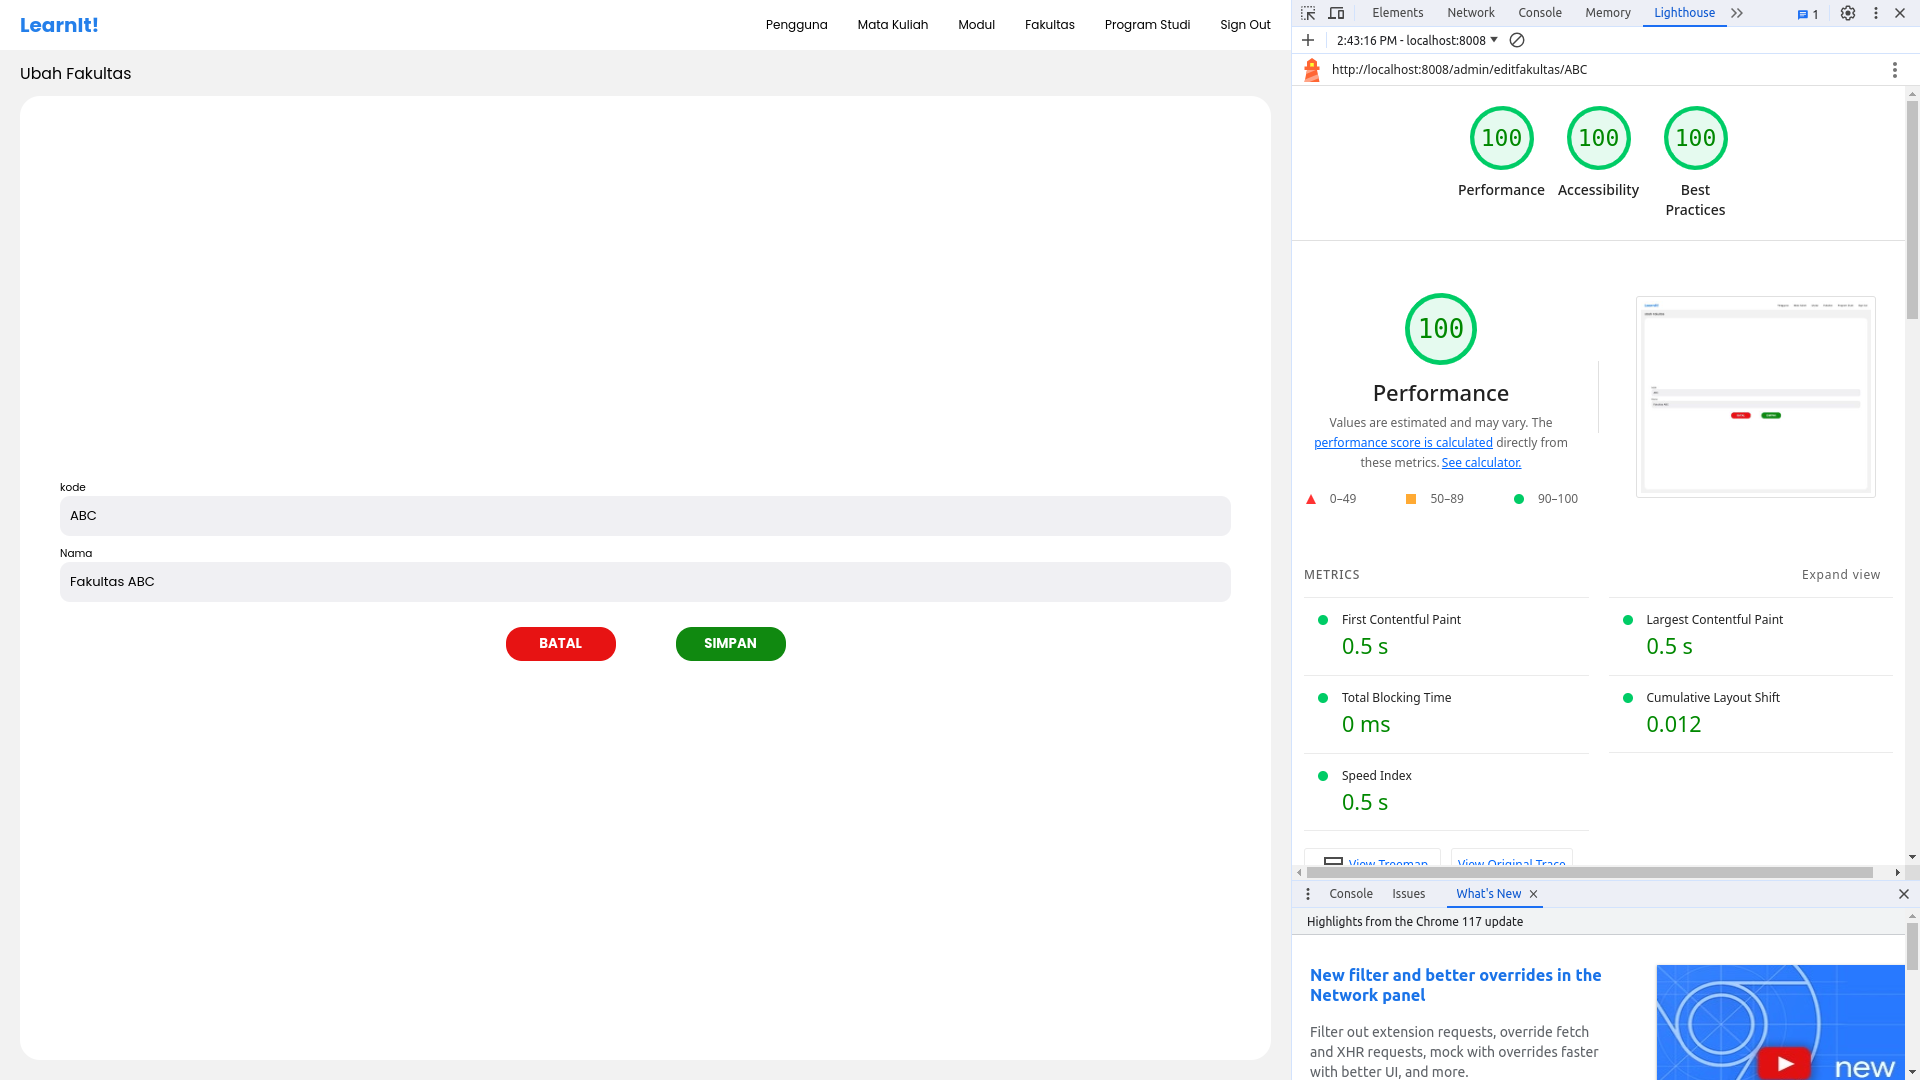 LearnIt!
Pengguna Mata Kuliah Modul Fakultas Program Studi Sign Out
Ubah Fakultas
kode
ABC
Nama
Fakultas ABC
BATAL SIMPAN
Elements Network Console Memory Lighthouse 1
2:43:16 PM - localhost:8008
http://localhost:8008/admin/editfakultas/ABC
100 100 100
Performance Accessibility Best Practices
100
Performance
Values are estimated and may vary. The
performance score is calculated directly from
these metrics. See calculator.
0–49 50–89 90–100
METRICS Expand view
First Contentful Paint Largest Contentful Paint
0.5 s 0.5 s
Total Blocking Time Cumulative Layout Shift
0 ms 0.012
Speed Index
0.5 s
View Treemap View Original Trace
Console Issues What's New
Highlights from the Chrome 117 update
New filter and better overrides in the
Network panel
Filter out extension requests, override fetch
and XHR requests, mock with overrides faster
with better UI, and more.
new